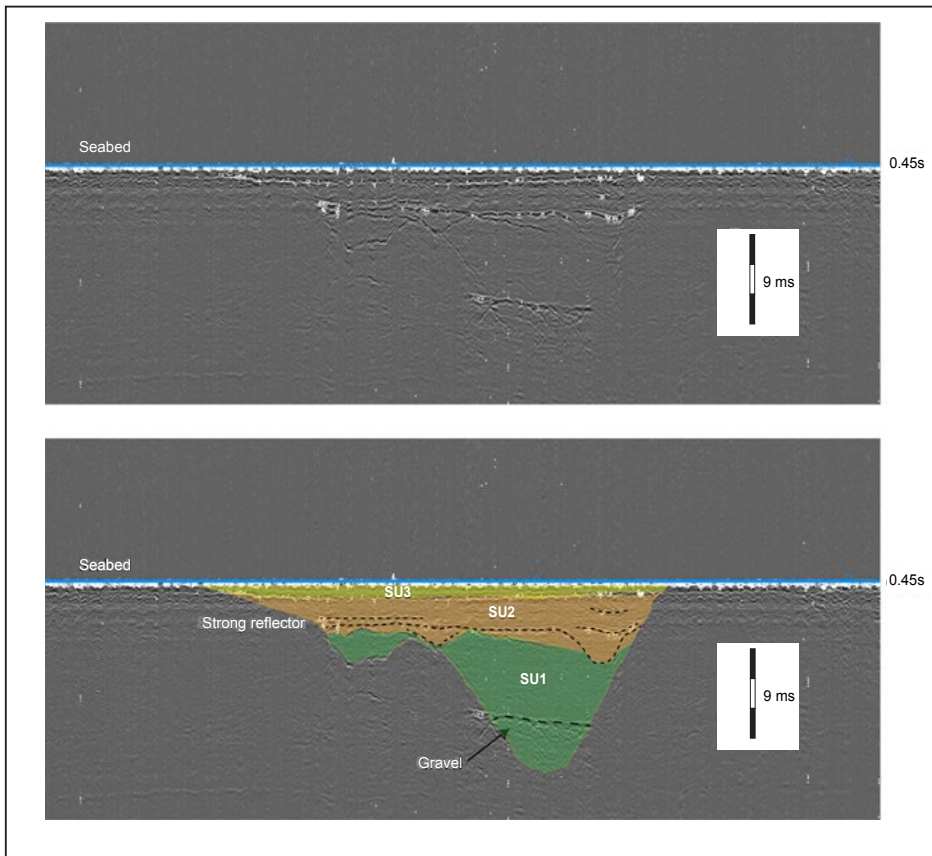 Seabed
0.45s
9 ms
Seabed
0.45s
SU3
SU2
Strong reflector
SU1
9 ms
Gravel